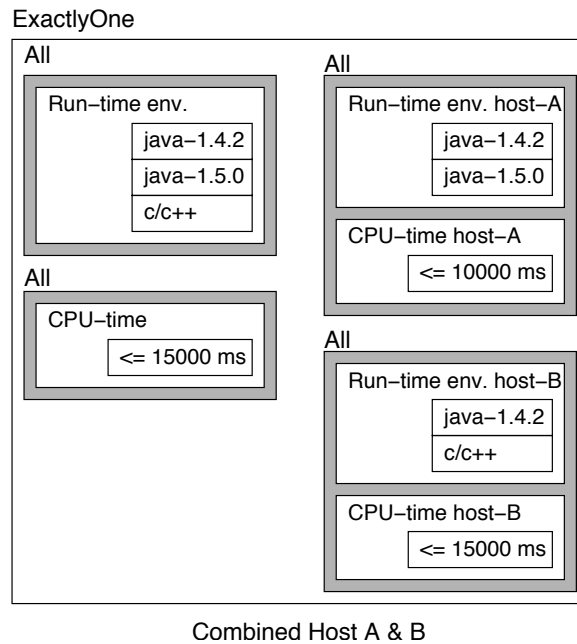 ExactlyOne
All
Run–time env.
java–1.4.2
java–1.5.0
c/c++
All
CPU–time
<= 15000 ms
All
Run–time env. host–A
java–1.4.2
java–1.5.0
CPU–time host–A
<= 10000 ms
All
Run–time env. host–B
java–1.4.2
c/c++
CPU–time host–B
<= 15000 ms
Combined Host A & B